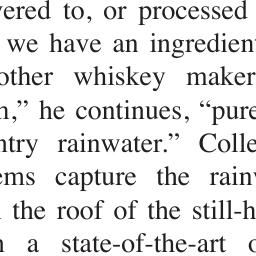 vered to, or processed
we have an ingredient
other whiskey maker
n,” he continues, “pure
ntry rainwater.” Colle
ems capture the rain
the roof of the still-h
a state-of-the-art